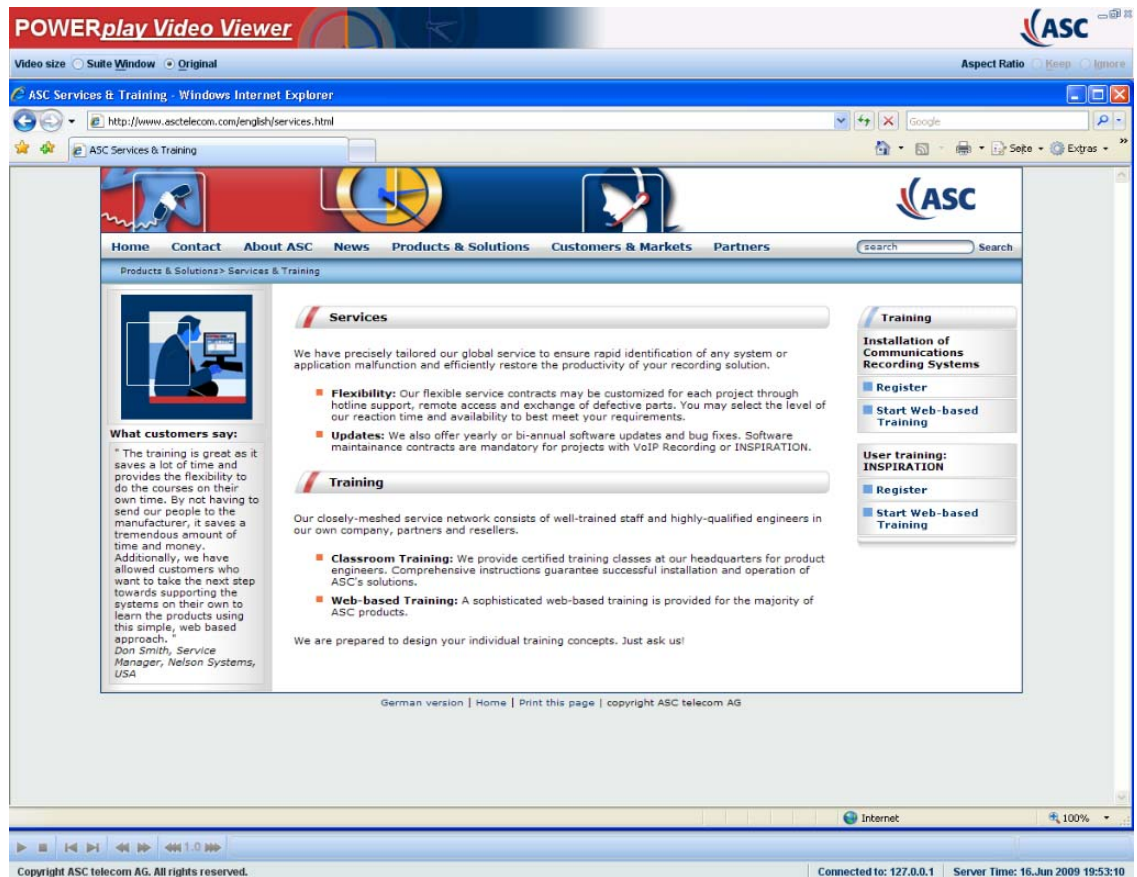 POWERplay Video Viewer
ASC
Video size Suite Window Original
Aspect Ratio Keep Ignore
ASC Services & Training - Windows Internet Explorer
http://www.asctelecom.com/english/services.html
Google
ASC Services & Training
Seite Extras
ASC
Home Contact About ASC News Products & Solutions Customers & Markets Partners
search Search
Products & Solutions> Services & Training
What customers say:
" The training is great as it
saves a lot of time and
provides the flexibility to
do the courses on their
own time. By not having to
send our people to the
manufacturer, it saves a
tremendous amount of
time and money.
Additionally, we have
allowed customers who
want to take the next step
towards supporting the
systems on their own to
learn the products using
this simple, web based
approach. "
Don Smith, Service
Manager, Nelson Systems,
USA
Services
We have precisely tailored our global service to ensure rapid identification of any system or
application malfunction and efficiently restore the productivity of your recording solution.
Flexibility: Our flexible service contracts may be customized for each project through
hotline support, remote access and exchange of defective parts. You may select the level of
our reaction time and availability to best meet your requirements.
Updates: We also offer yearly or bi-annual software updates and bug fixes. Software
maintainance contracts are mandatory for projects with VoIP Recording or INSPIRATION.
Training
Our closely-meshed service network consists of well-trained staff and highly-qualified engineers in
our own company, partners and resellers.
Classroom Training: We provide certified training classes at our headquarters for product
engineers. Comprehensive instructions guarantee successful installation and operation of
ASC's solutions.
Web-based Training: A sophisticated web-based training is provided for the majority of
ASC products.
We are prepared to design your individual training concepts. Just ask us!
Training
Installation of
Communications
Recording Systems
Register
Start Web-based
Training
User training:
INSPIRATION
Register
Start Web-based
Training
German version | Home | Print this page | copyright ASC telecom AG
Internet
100%
1.0
Copyright ASC telecom AG. All rights reserved.
Connected to: 127.0.0.1
Server Time: 16.Jun 2009 19:53:10